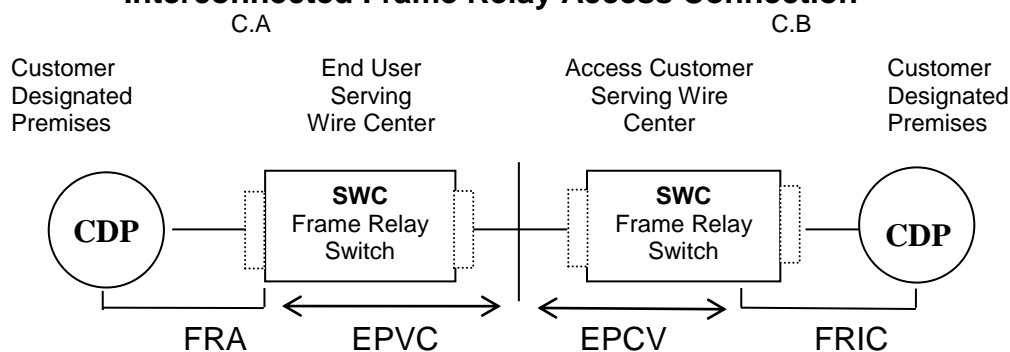 Interconnected Frame Relay Access Connection
C.A
C.B
Customer
Designated
Premises
End User
Serving
Wire Center
Access Customer
Serving Wire
Center
Customer
Designated
Premises
CDP
SWC
Frame Relay
Switch
SWC
Frame Relay
Switch
CDP
FRA
EPVC
EPCV
FRIC